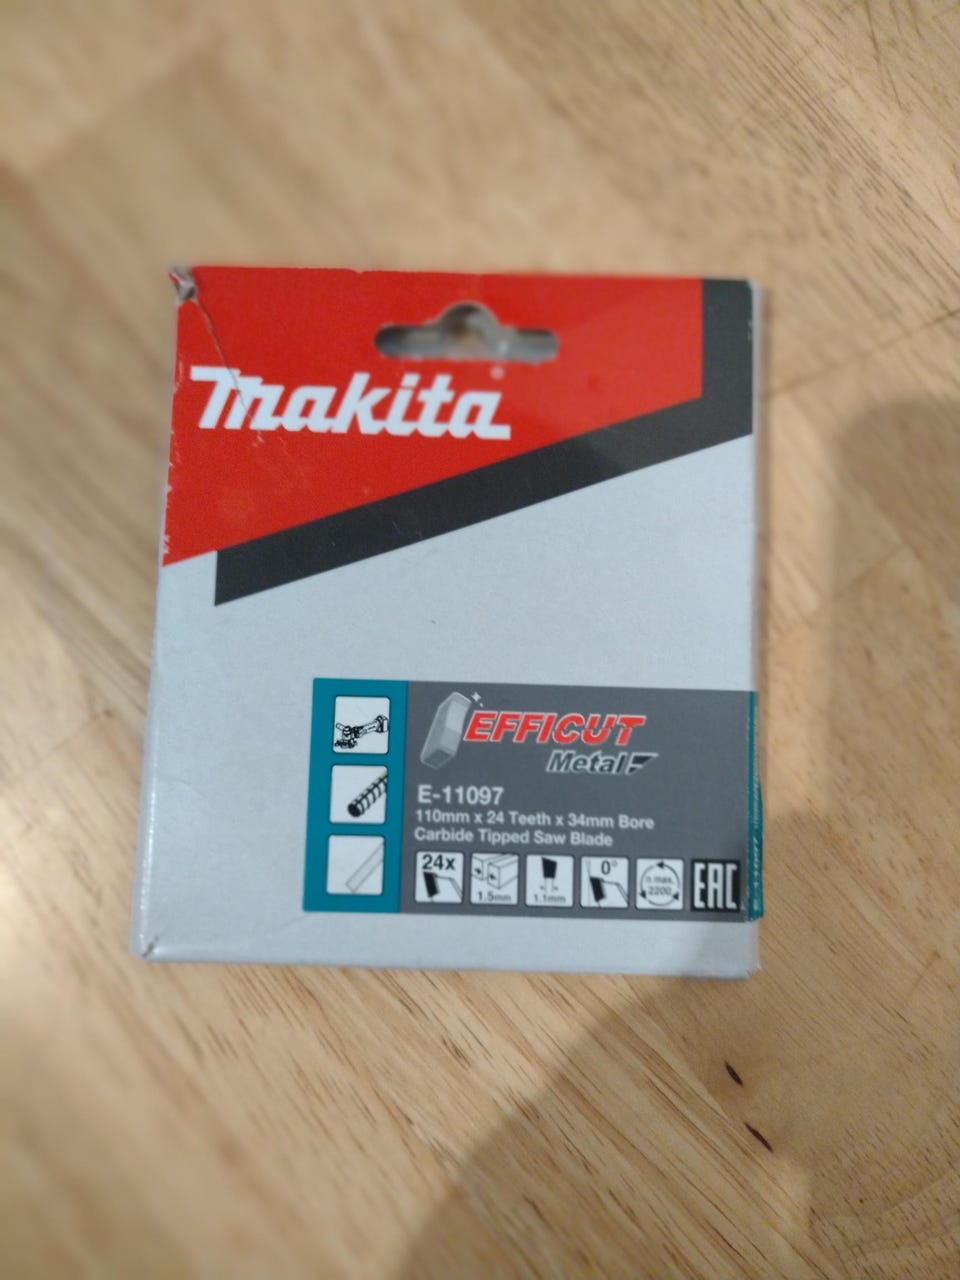 makita
EFFICUT
Metal
E-11097
110mm x 24 Teeth x 34mm Bore
Carbide Tipped Saw Blade
24x
1.5mm
1.1mm
0°
n max.
2200
EAC
E-11097